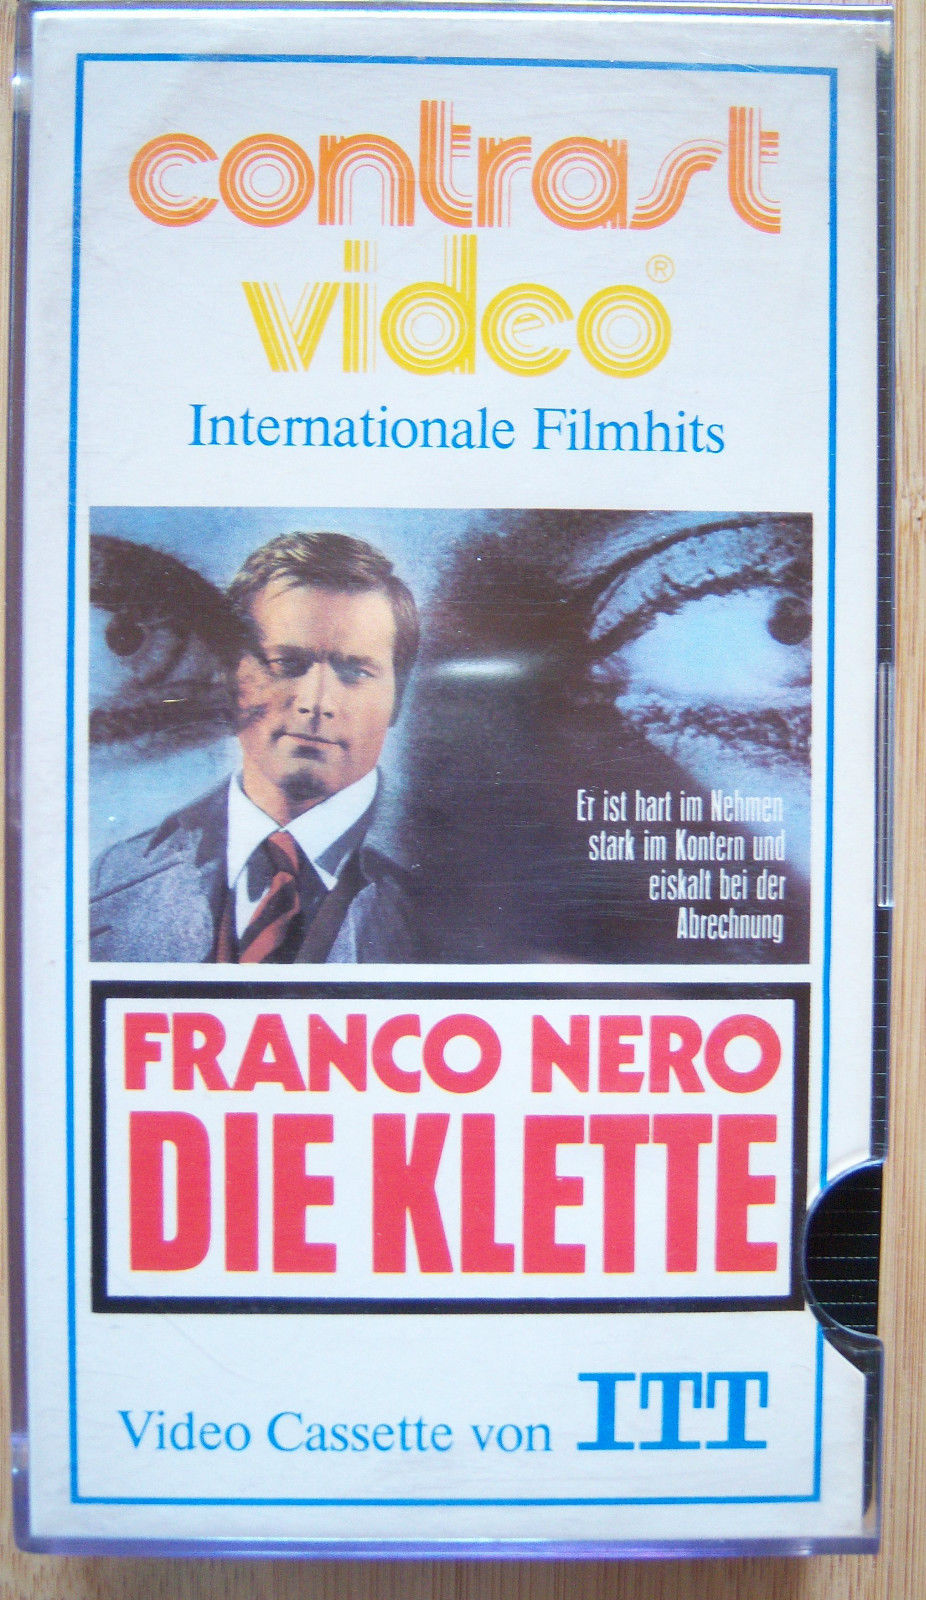 contrast
video®
Internationale Filmhits
Er ist hart im Nehmen
stark im Kontern und
eiskalt bei der
Abrechnung
FRANCO NERO
DIE KLETTE
Video Cassette von ITT